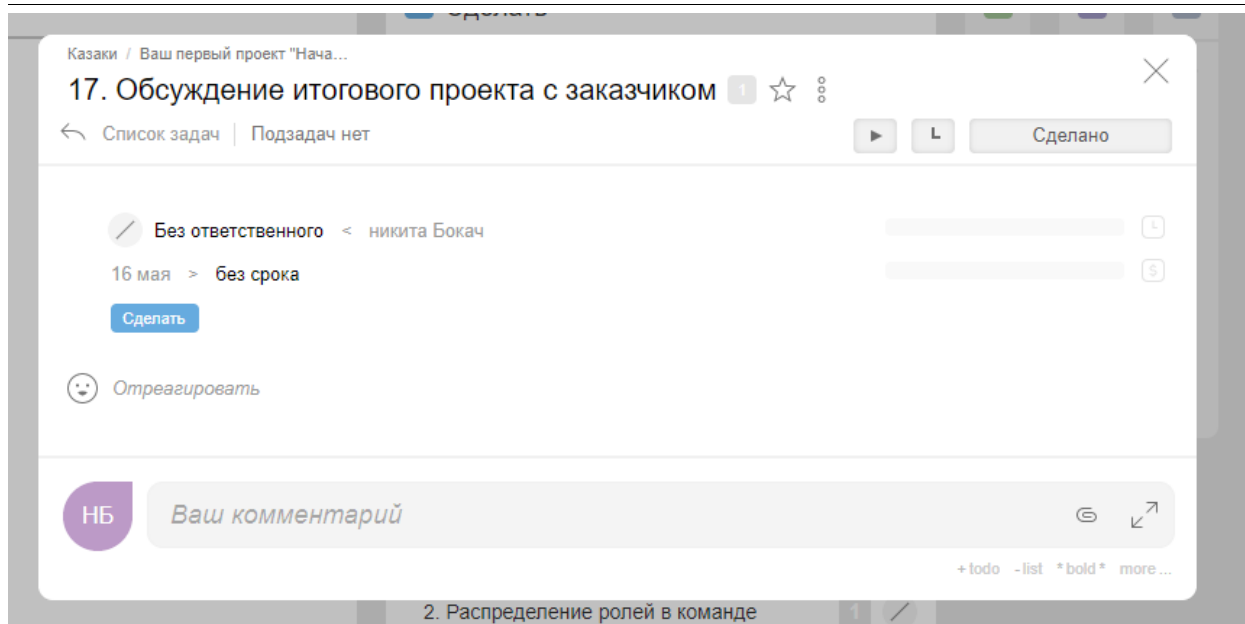 Сделать
Казаки / Ваш первый проект "Нача...
17. Обсуждение итогового проекта с заказчиком 1
Список задач Подзадач нет
Сделано
Без ответственного < никита Бокач
16 мая > без срока
Сделать
Отреагировать
НБ Ваш комментарий
+ todo - list * bold * more ...
2. Распределение ролей в команде 1